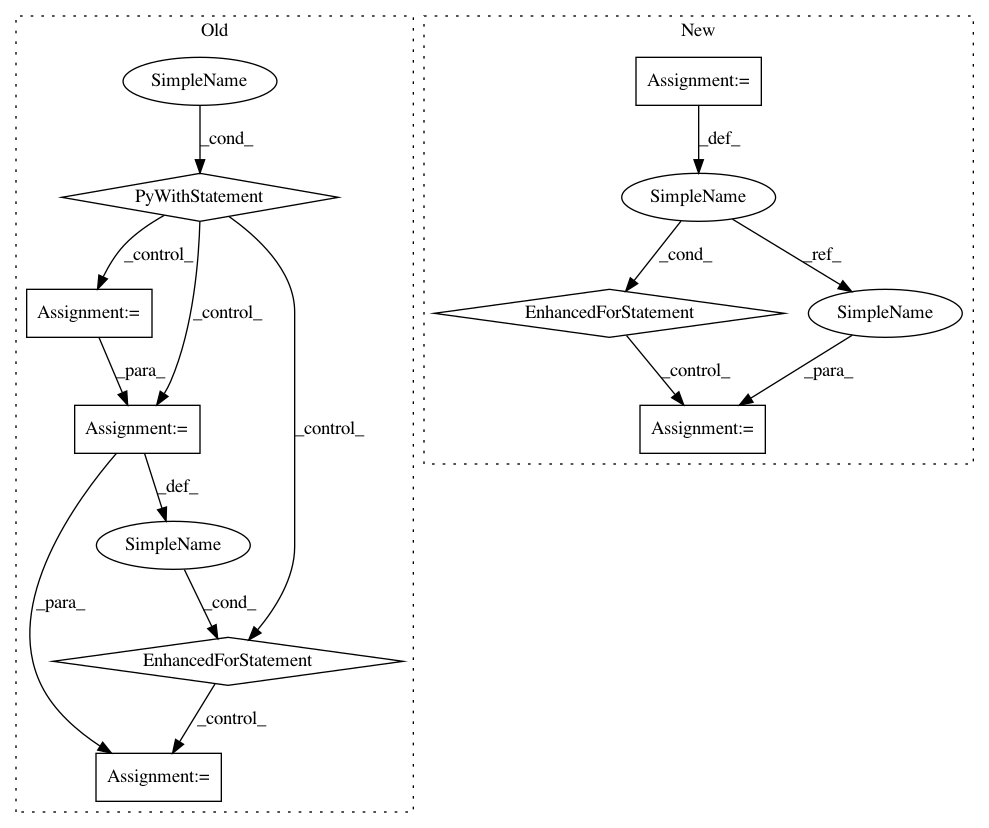 Old
New
SimpleName
Assignment:=
_cond_
_def_
PyWithStatement
SimpleName
_control_
_cond_
_ref_
Assignment:=
_control_
EnhancedForStatement
SimpleName
_para_
_control_
_para_
Assignment:=
_control_
Assignment:=
_def_
SimpleName
_para_
_cond_
EnhancedForStatement
_control_
Assignment:=